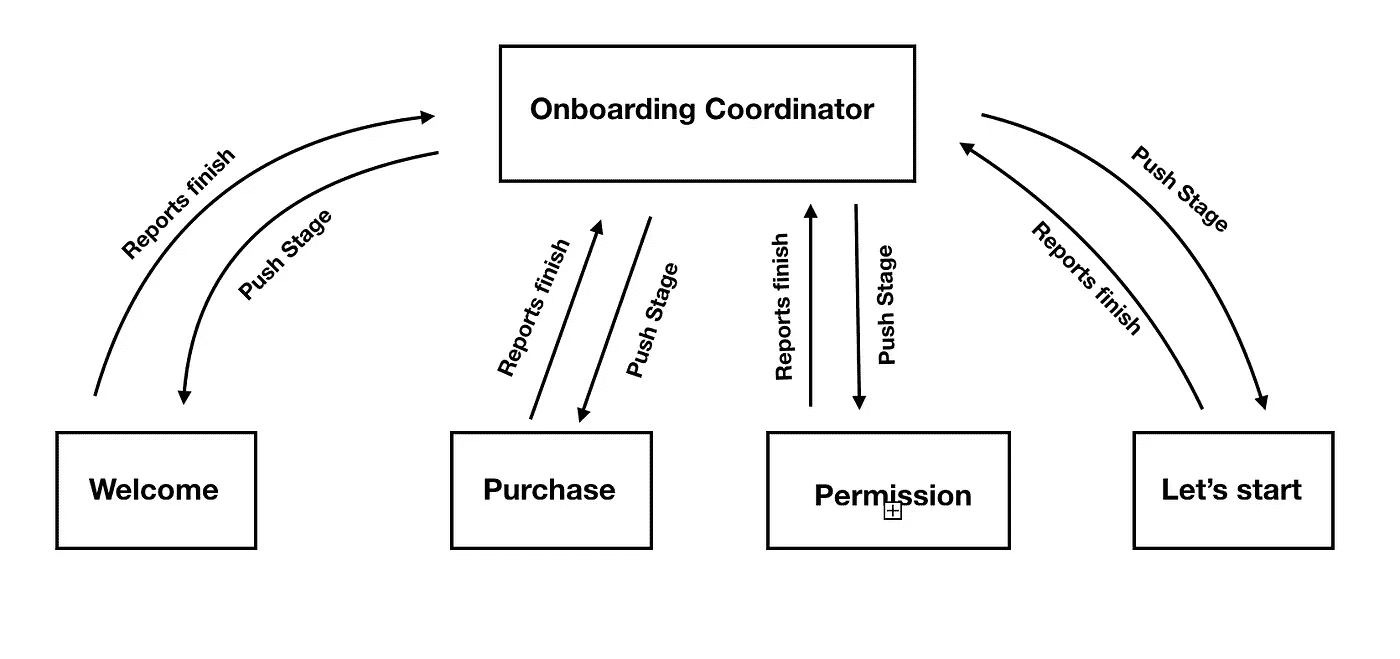 Onboarding Coordinator
Reports finish
Push Stage
Reports finish
Push Stage
Reports finish
Push Stage
Push Stage
Reports finish
Welcome
Purchase
Permission
Let’s start